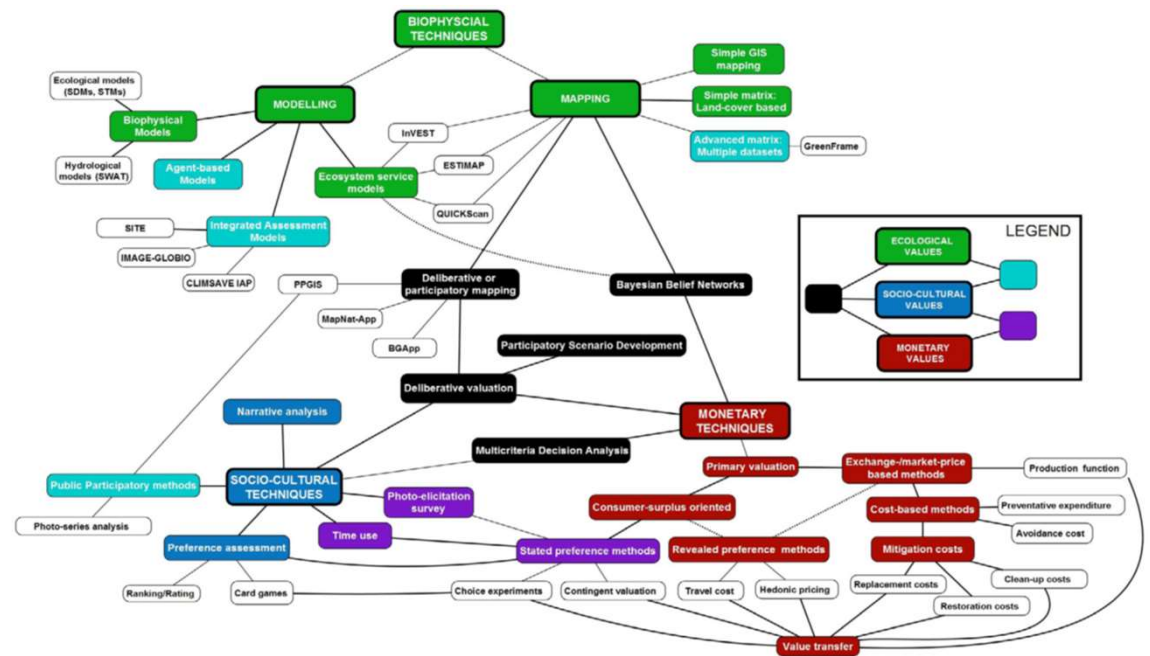 BIOPHYSCIAL
TECHNIQUES
Simple GIS
mapping
Ecological models
(SDMs, STMs)
MODELLING
MAPPING
Simple matrix:
Land-cover based
Biophysical
Models
InVEST
Advanced matrix:
Multiple datasets
GreenFrame
Hydrological
models (SWAT)
Agent-based
Models
ESTIMAP
Ecosystem service
models
QUICKScan
SITE
Integrated Assessment
Models
IMAGE-GLOBIO
CLIMSAVE IAP
PPGIS
Deliberative or
participatory mapping
Bayesian Belief Networks
MapNat-App
BGApp
Participatory Scenario Development
Deliberative valuation
LEGEND
ECOLOGICAL
VALUES
SOCIO-CULTURAL
VALUES
MONETARY
VALUES
Narrative analysis
MONETARY
TECHNIQUES
Multicriteria Decision Analysis
Primary valuation
Exchange-/market-price
based methods
Production function
Public Participatory methods
SOCIO-CULTURAL
TECHNIQUES
Photo-elicitation
survey
Consumer-surplus oriented
Cost-based methods
Preventative expenditure
Photo-series analysis
Time use
Avoidance cost
Preference assessment
Stated preference methods
Revealed preference methods
Mitigation costs
Ranking/Rating
Card games
Choice experiments
Contingent valuation
Travel cost
Hedonic pricing
Replacement costs
Clean-up costs
Restoration costs
Value transfer